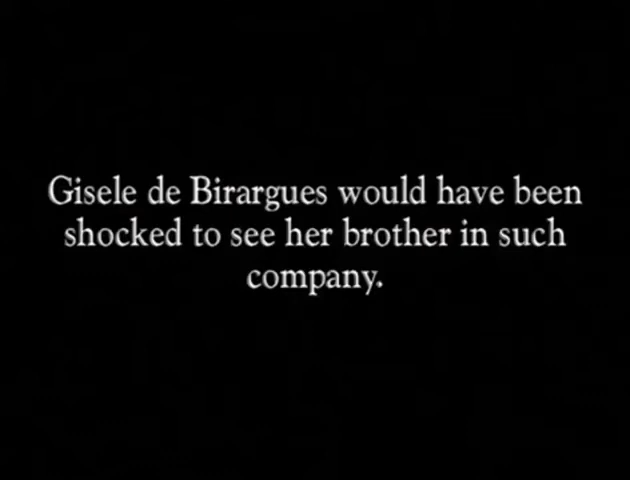 Gisele de Birargues would have been
shocked to see her brother in such
company.